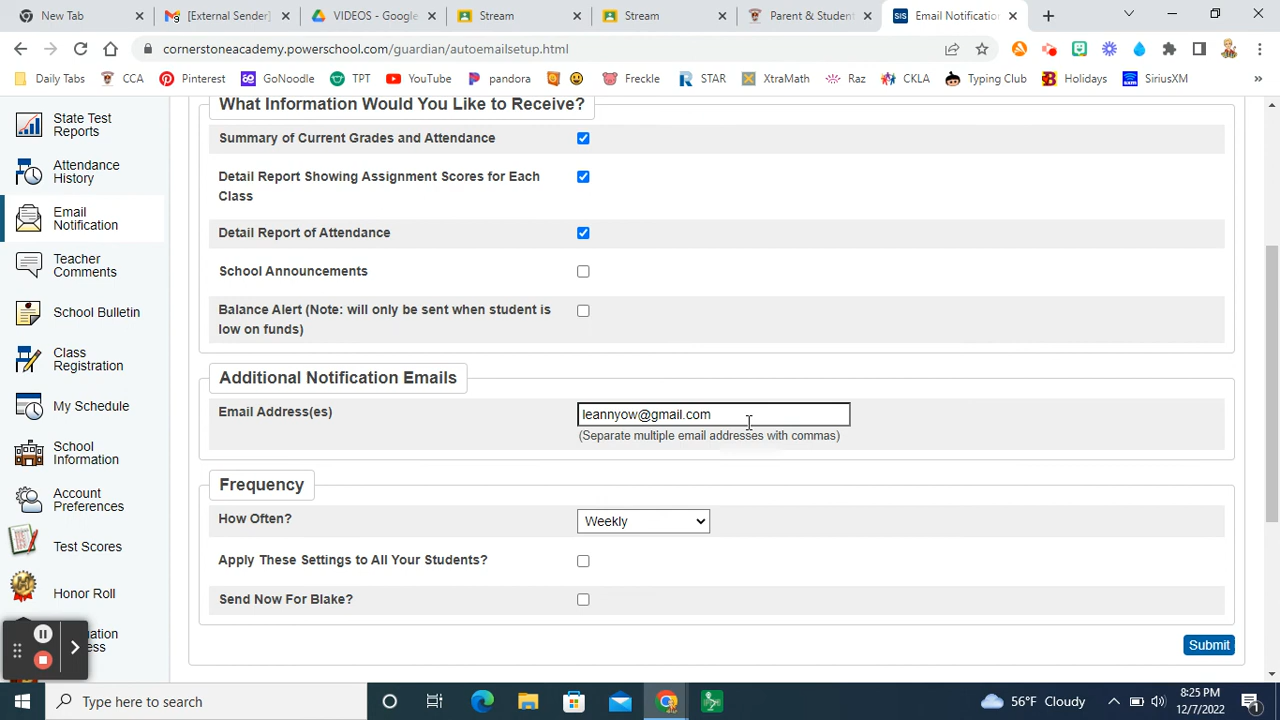 New Tab
[External Sender]
VIDEOS - Google
Stream
Stream
Parent & Studen
SIS
Email Notificatio
cornerstoneacademy.powerschool.com/guardian/autoemailsetup.html
Daily Tabs
CCA
Pinterest
GoNoodle
TPT
YouTube
pandora
Freckle
STAR
XtraMath
Raz
CKLA
Typing Club
Holidays
SiriusXM
State Test
Reports
Attendance
History
Email
Notification
Teacher
Comments
School Bulletin
Class
Registration
My Schedule
School
Information
Account
Preferences
Test Scores
Honor Roll
What Information Would You Like to Receive?
Summary of Current Grades and Attendance
Detail Report Showing Assignment Scores for Each
Class
Detail Report of Attendance
School Announcements
Balance Alert (Note: will only be sent when student is
low on funds)
Additional Notification Emails
Email Address(es)
leannyow@gmail.com
(Separate multiple email addresses with commas)
Frequency
How Often?
Weekly
Apply These Settings to All Your Students?
Send Now For Blake?
Submit
Type here to search
56°F Cloudy
8:25 PM
12/7/2022
1